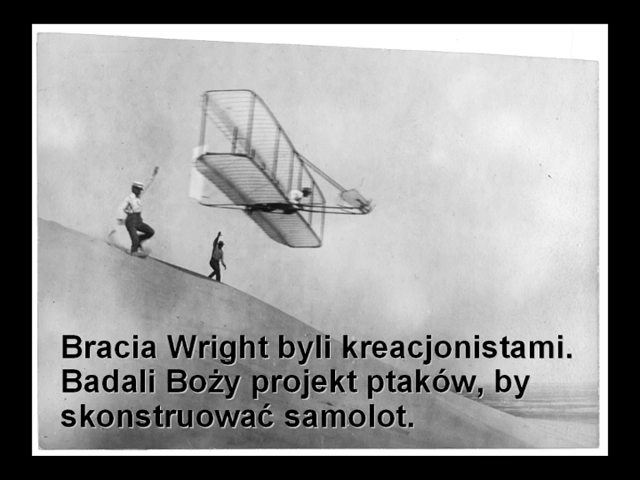 Bracia Wright byli kreacjonistami.
Badali Boży projekt ptaków, by
skonstruować samolot.